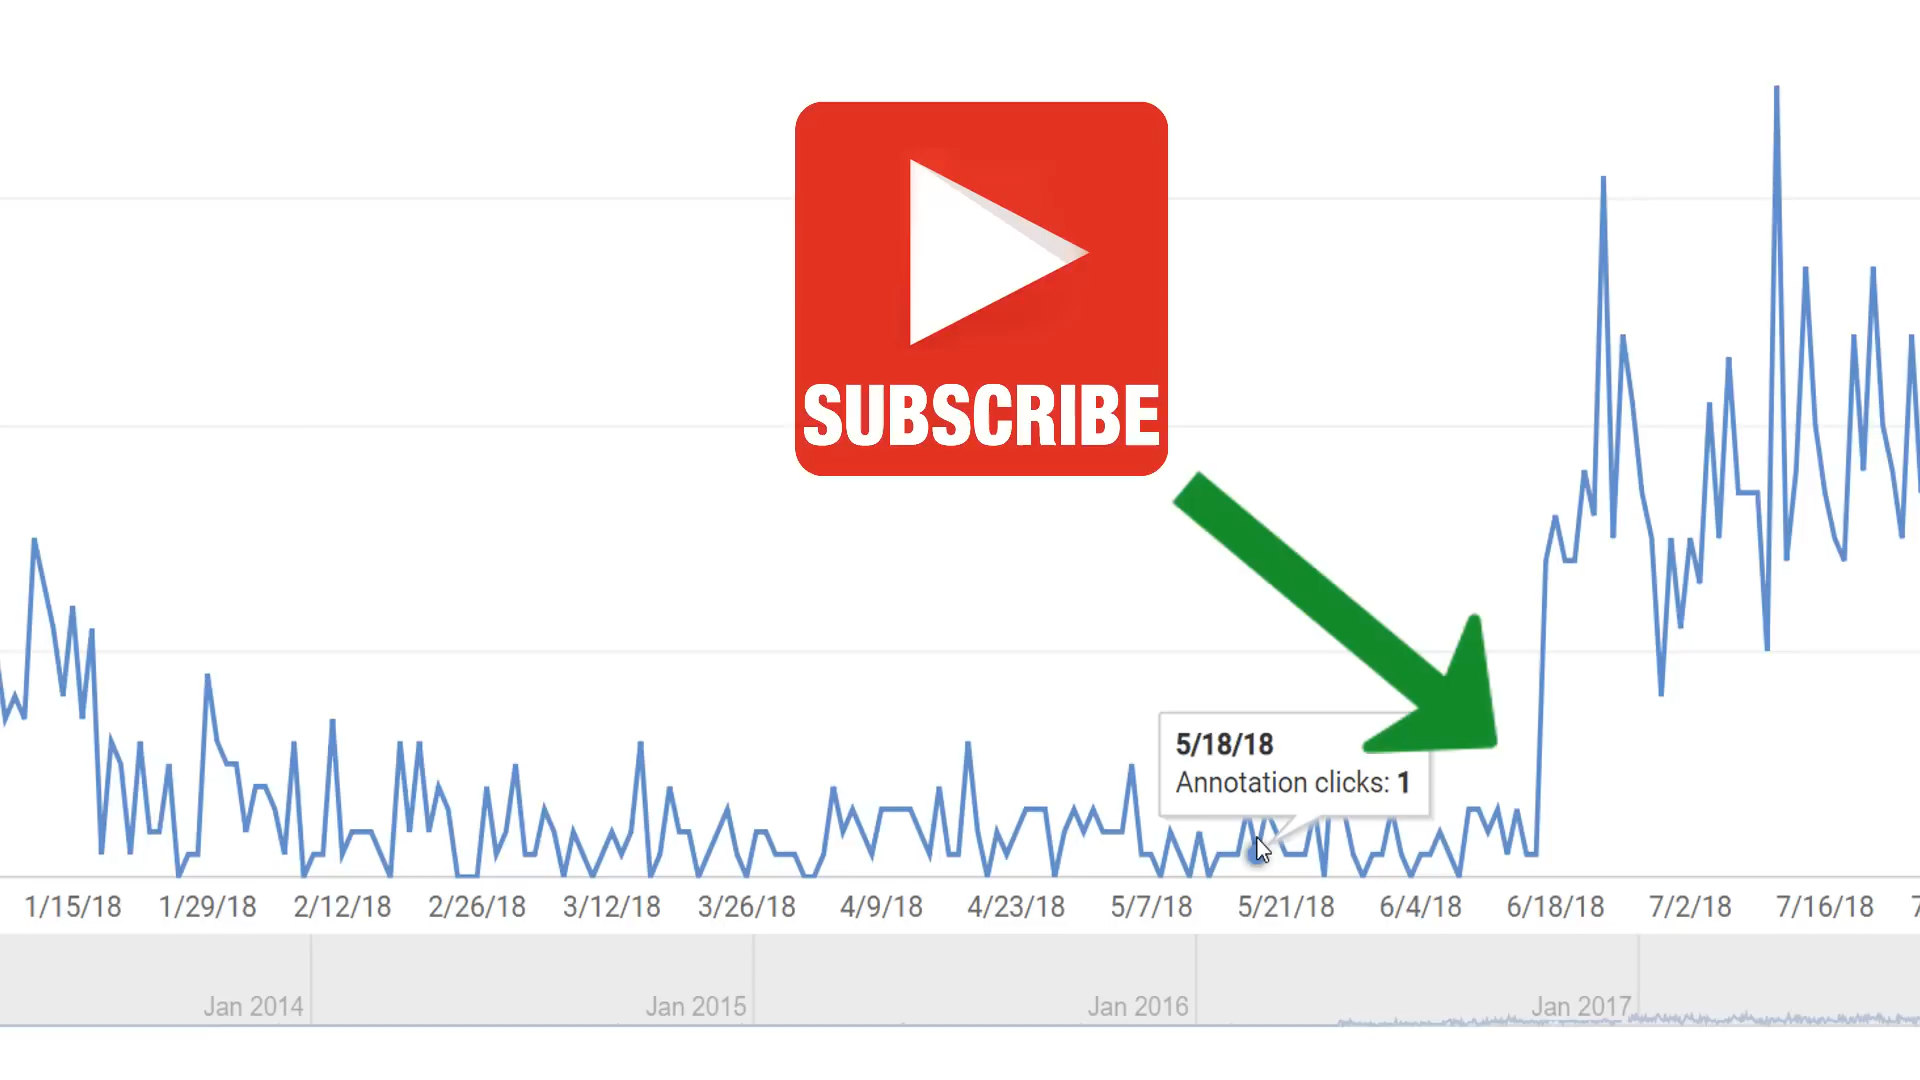 SUBSCRIBE
5/18/18
Annotation clicks: 1
1/15/18 1/29/18 2/12/18 2/26/18 3/12/18 3/26/18 4/9/18 4/23/18 5/7/18 5/21/18 6/4/18 6/18/18 7/2/18 7/16/18
Jan 2014 Jan 2015 Jan 2016 Jan 2017